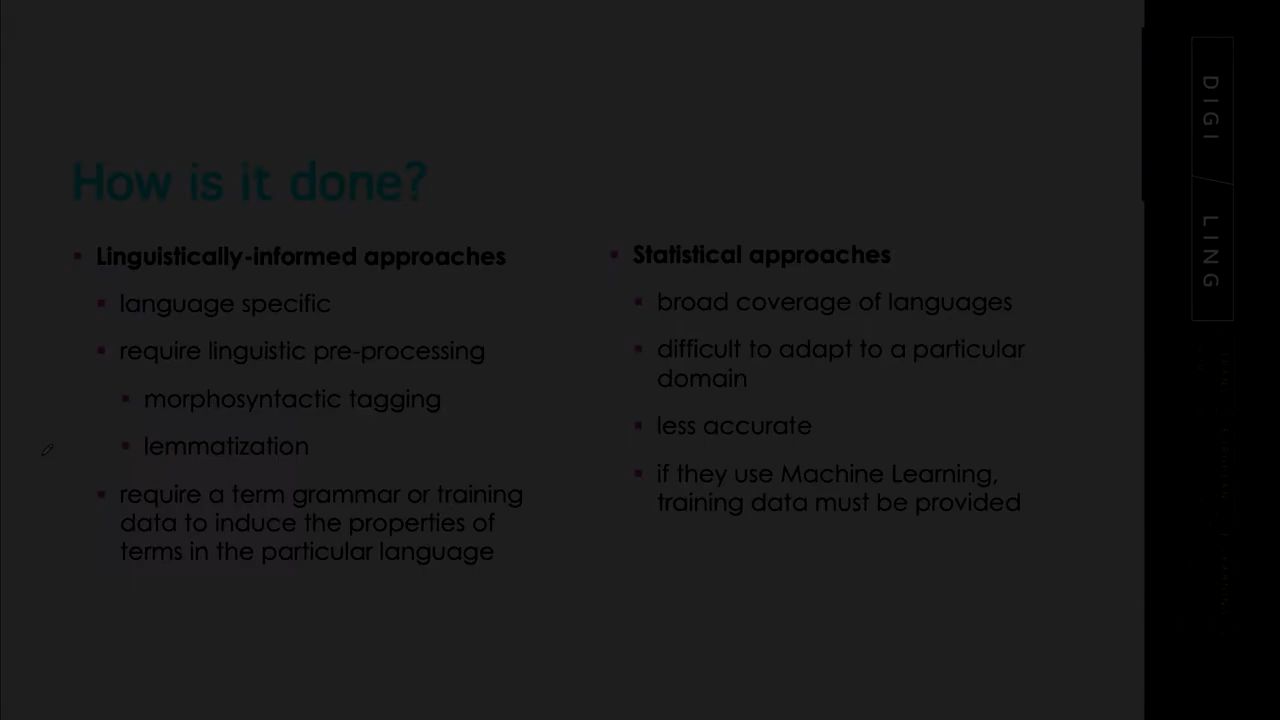 How is it done?
Linguistically-informed approaches
language specific
require linguistic pre-processing
morphosyntactic tagging
lemmatization
require a term grammar or training
data to induce the properties of
terms in the particular language
Statistical approaches
broad coverage of languages
difficult to adapt to a particular
domain
less accurate
if they use Machine Learning,
training data must be provided
DIGI
LING